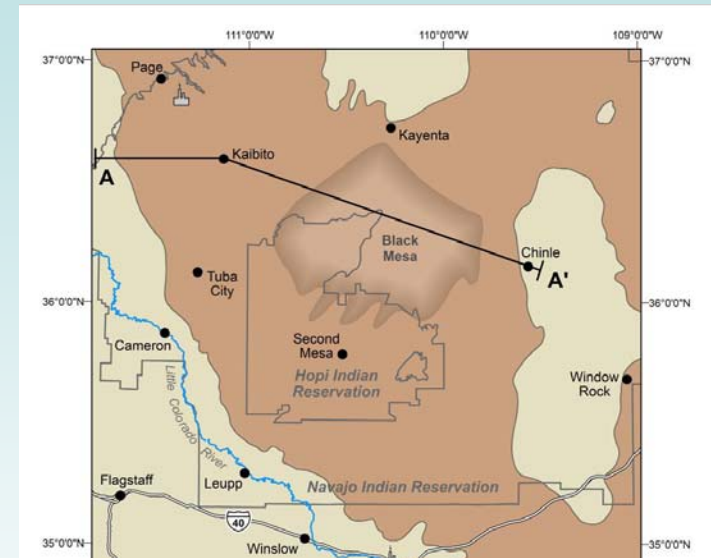 111°0'0"W
110°0'0"W
109°0'0"W
37°0'0"N
37°0'0"N
Page
Kayenta
Kaibito
A
Black
Mesa
Chinle
A'
Tuba
City
36°0'0"N
36°0'0"N
Cameron
Second
Mesa
Hopi Indian
Reservation
Window
Rock
Little Colorado River
Flagstaff
Leupp
Navajo Indian Reservation
40
Winslow
35°0'0"N
35°0'0"N